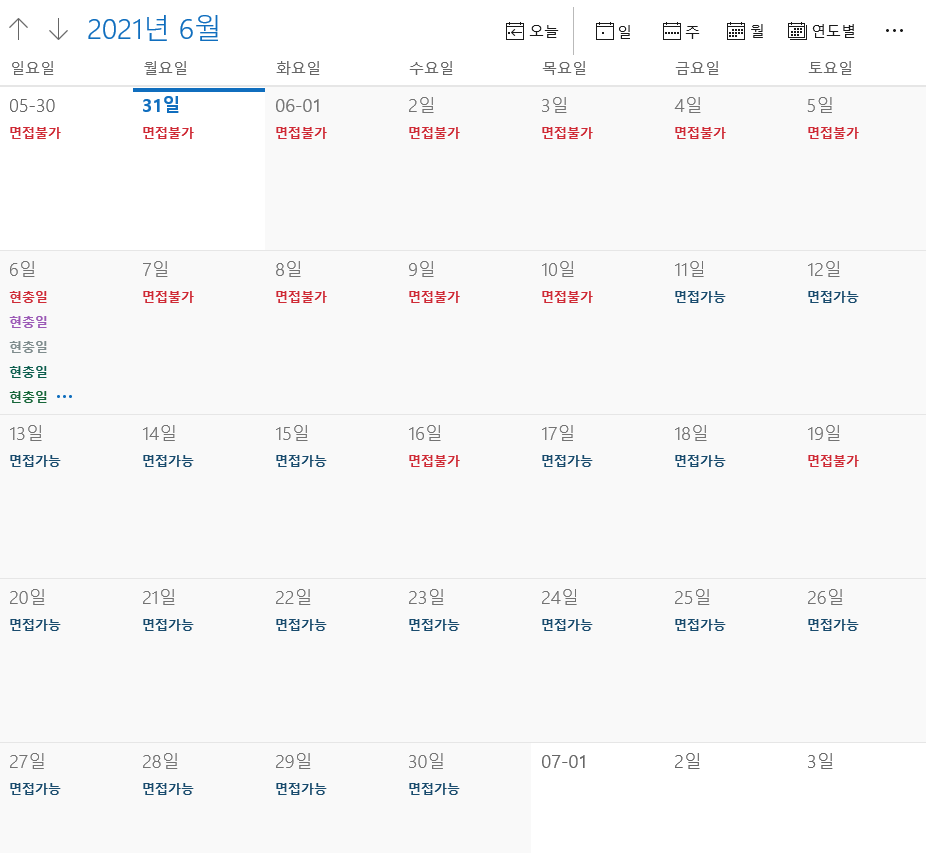 2021년 6월 오늘 일 주 월 연도별 ···
일요일 월요일 화요일 수요일 목요일 금요일 토요일
05-30 31일 06-01 2일 3일 4일 5일
면접불가 면접불가 면접불가 면접불가 면접불가 면접불가 면접불가
6일 7일 8일 9일 10일 11일 12일
현충일 면접불가 면접불가 면접불가 면접불가 면접가능 면접가능
현충일
현충일
현충일
현충일 ···
13일 14일 15일 16일 17일 18일 19일
면접가능 면접가능 면접가능 면접불가 면접가능 면접가능 면접불가
20일 21일 22일 23일 24일 25일 26일
면접가능 면접가능 면접가능 면접가능 면접가능 면접가능 면접가능
27일 28일 29일 30일 07-01 2일 3일
면접가능 면접가능 면접가능 면접가능